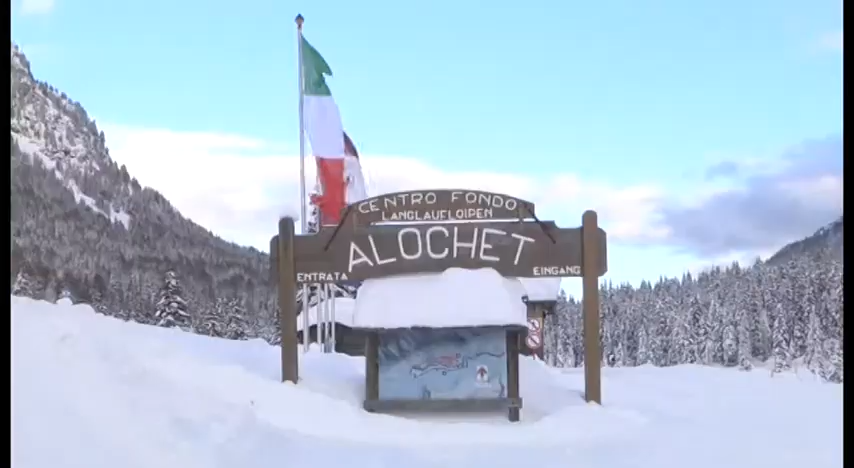 CENTRO FONDO
LANGLAUFLOIPEN
ALOCHET
ENTRATA
EINGANG